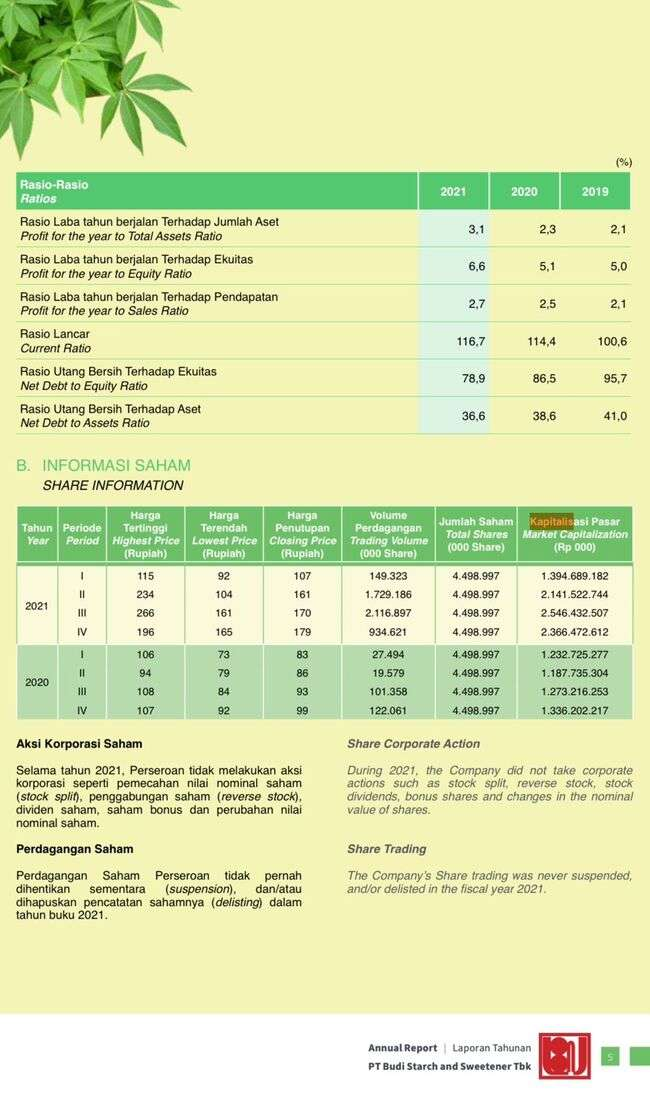 (%)
Rasio-Rasio
Ratios
2021 2020 2019
Rasio Laba tahun berjalan Terhadap Jumlah Aset
Profit for the year to Total Assets Ratio
3,1 2,3 2,1
Rasio Laba tahun berjalan Terhadap Ekuitas
Profit for the year to Equity Ratio
6,6 5,1 5,0
Rasio Laba tahun berjalan Terhadap Pendapatan
Profit for the year to Sales Ratio
2,7 2,5 2,1
Rasio Lancar
Current Ratio
116,7 114,4 100,6
Rasio Utang Bersih Terhadap Ekuitas
Net Debt to Equity Ratio
78,9 86,5 95,7
Rasio Utang Bersih Terhadap Aset
Net Debt to Assets Ratio
36,6 38,6 41,0
B. INFORMASI SAHAM
SHARE INFORMATION
Tahun
Year
Periode
Period
Harga
Tertinggi
Highest Price
(Rupiah)
Harga
Terendah
Lowest Price
(Rupiah)
Harga
Penutupan
Closing Price
(Rupiah)
Volume
Perdagangan
Trading Volume
(000 Share)
Jumlah Saham
Total Shares
(000 Share)
Kapitalisasi Pasar
Market Capitalization
(Rp 000)
2021
I 115 92 107 149.323 4.498.997 1.394.689.182
II 234 104 161 1.729.186 4.498.997 2.141.522.744
III 266 161 170 2.116.897 4.498.997 2.546.432.507
IV 196 165 179 934.621 4.498.997 2.366.472.612
2020
I 106 73 83 27.494 4.498.997 1.232.725.277
II 94 79 86 19.579 4.498.997 1.187.735.304
III 108 84 93 101.358 4.498.997 1.273.216.253
IV 107 92 99 122.061 4.498.997 1.336.202.217
Aksi Korporasi Saham
Selama tahun 2021, Perseroan tidak melakukan aksi
korporasi seperti pemecahan nilai nominal saham
(stock split), penggabungan saham (reverse stock),
dividen saham, saham bonus dan perubahan nilai
nominal saham.
Perdagangan Saham
Perdagangan Saham Perseroan tidak pernah
dihentikan sementara (suspension), dan/atau
dihapuskan pencatatan sahamnya (delisting) dalam
tahun buku 2021.
Share Corporate Action
During 2021, the Company did not take corporate
actions such as stock split, reverse stock, stock
dividends, bonus shares and changes in the nominal
value of shares.
Share Trading
The Company's Share trading was never suspended,
and/or delisted in the fiscal year 2021.
Annual Report | Laporan Tahunan
PT Budi Starch and Sweetener Tbk
5